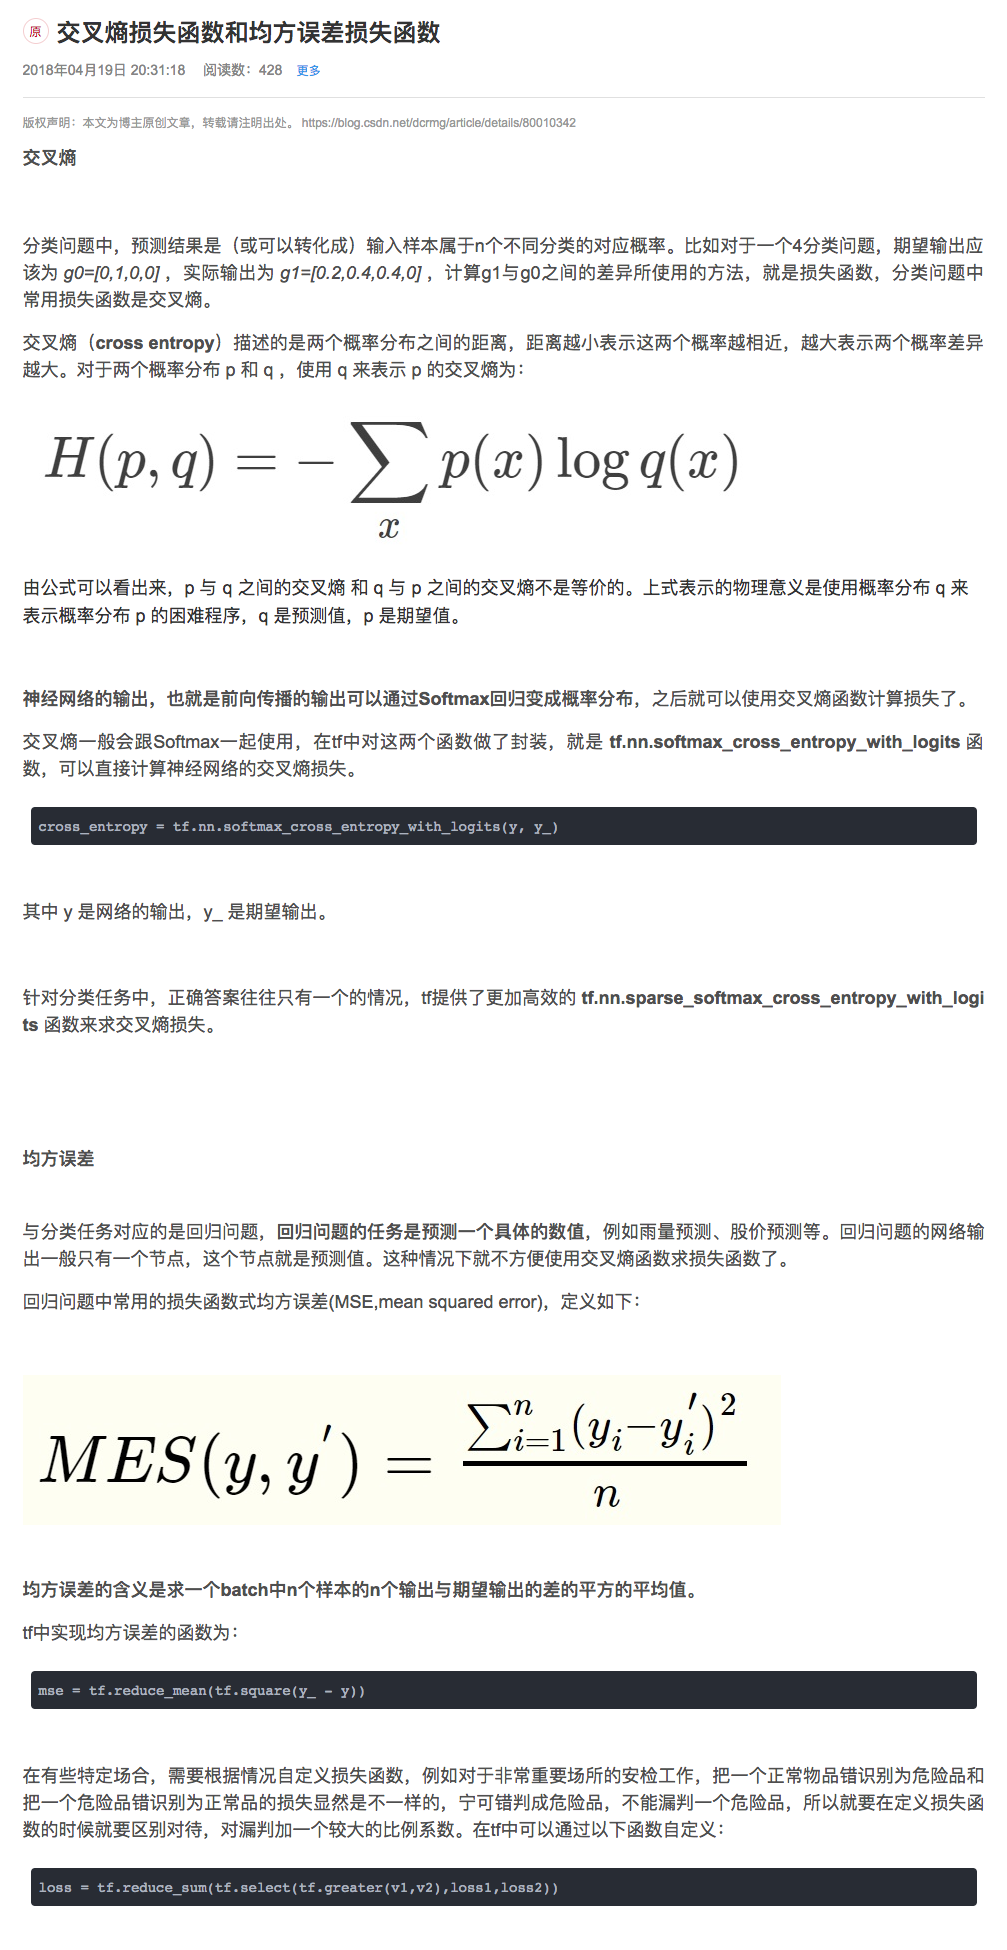 原 交叉熵损失函数和均方误差损失函数
2018年04月19日 20:31:18 阅读数：428 更多
版权声明：本文为博主原创文章，转载请注明出处。 https://blog.csdn.net/dcrmg/article/details/80010342
交叉熵
分类问题中，预测结果是（或可以转化成）输入样本属于n个不同分类的对应概率。比如对于一个4分类问题，期望输出应
该为 g0=[0,1,0,0] ，实际输出为 g1=[0.2,0.4,0.4,0] ，计算g1与g0之间的差异所使用的方法，就是损失函数，分类问题中
常用损失函数是交叉熵。
交叉熵（cross entropy）描述的是两个概率分布之间的距离，距离越小表示这两个概率越相近，越大表示两个概率差异
越大。对于两个概率分布 p 和 q ，使用 q 来表示 p 的交叉熵为：
H(p, q) = − ∑ p(x) log q(x)
x
由公式可以看出来，p 与 q 之间的交叉熵 和 q 与 p 之间的交叉熵不是等价的。上式表示的物理意义是使用概率分布 q 来
表示概率分布 p 的困难程序，q 是预测值，p 是期望值。
神经网络的输出，也就是前向传播的输出可以通过Softmax回归变成概率分布，之后就可以使用交叉熵函数计算损失了。
交叉熵一般会跟Softmax一起使用，在tf中对这两个函数做了封装，就是 tf.nn.softmax_cross_entropy_with_logits 函
数，可以直接计算神经网络的交叉熵损失。
cross_entropy = tf.nn.softmax_cross_entropy_with_logits(y, y_)
其中 y 是网络的输出，y_ 是期望输出。
针对分类任务中，正确答案往往只有一个的情况，tf提供了更加高效的 tf.nn.sparse_softmax_cross_entropy_with_logi
ts 函数来求交叉熵损失。
均方误差
与分类任务对应的是回归问题，回归问题的任务是预测一个具体的数值，例如雨量预测、股价预测等。回归问题的网络输
出一般只有一个节点，这个节点就是预测值。这种情况下就不方便使用交叉熵函数求损失函数了。
回归问题中常用的损失函数式均方误差(MSE,mean squared error)，定义如下：
MES(y, y′) = ∑ⁿᵢ₌₁(yᵢ−y′ᵢ)² / n
均方误差的含义是求一个batch中n个样本的n个输出与期望输出的差的平方的平均值。
tf中实现均方误差的函数为：
mse = tf.reduce_mean(tf.square(y_ - y))
在有些特定场合，需要根据情况自定义损失函数，例如对于非常重要场所的安检工作，把一个正常物品错识别为危险品和
把一个危险品错识别为正常品的损失显然是不一样的，宁可错判成危险品，不能漏判一个危险品，所以就要在定义损失函
数的时候就要区别对待，对漏判加一个较大的比例系数。在tf中可以通过以下函数自定义：
loss = tf.reduce_sum(tf.select(tf.greater(v1,v2),loss1,loss2))